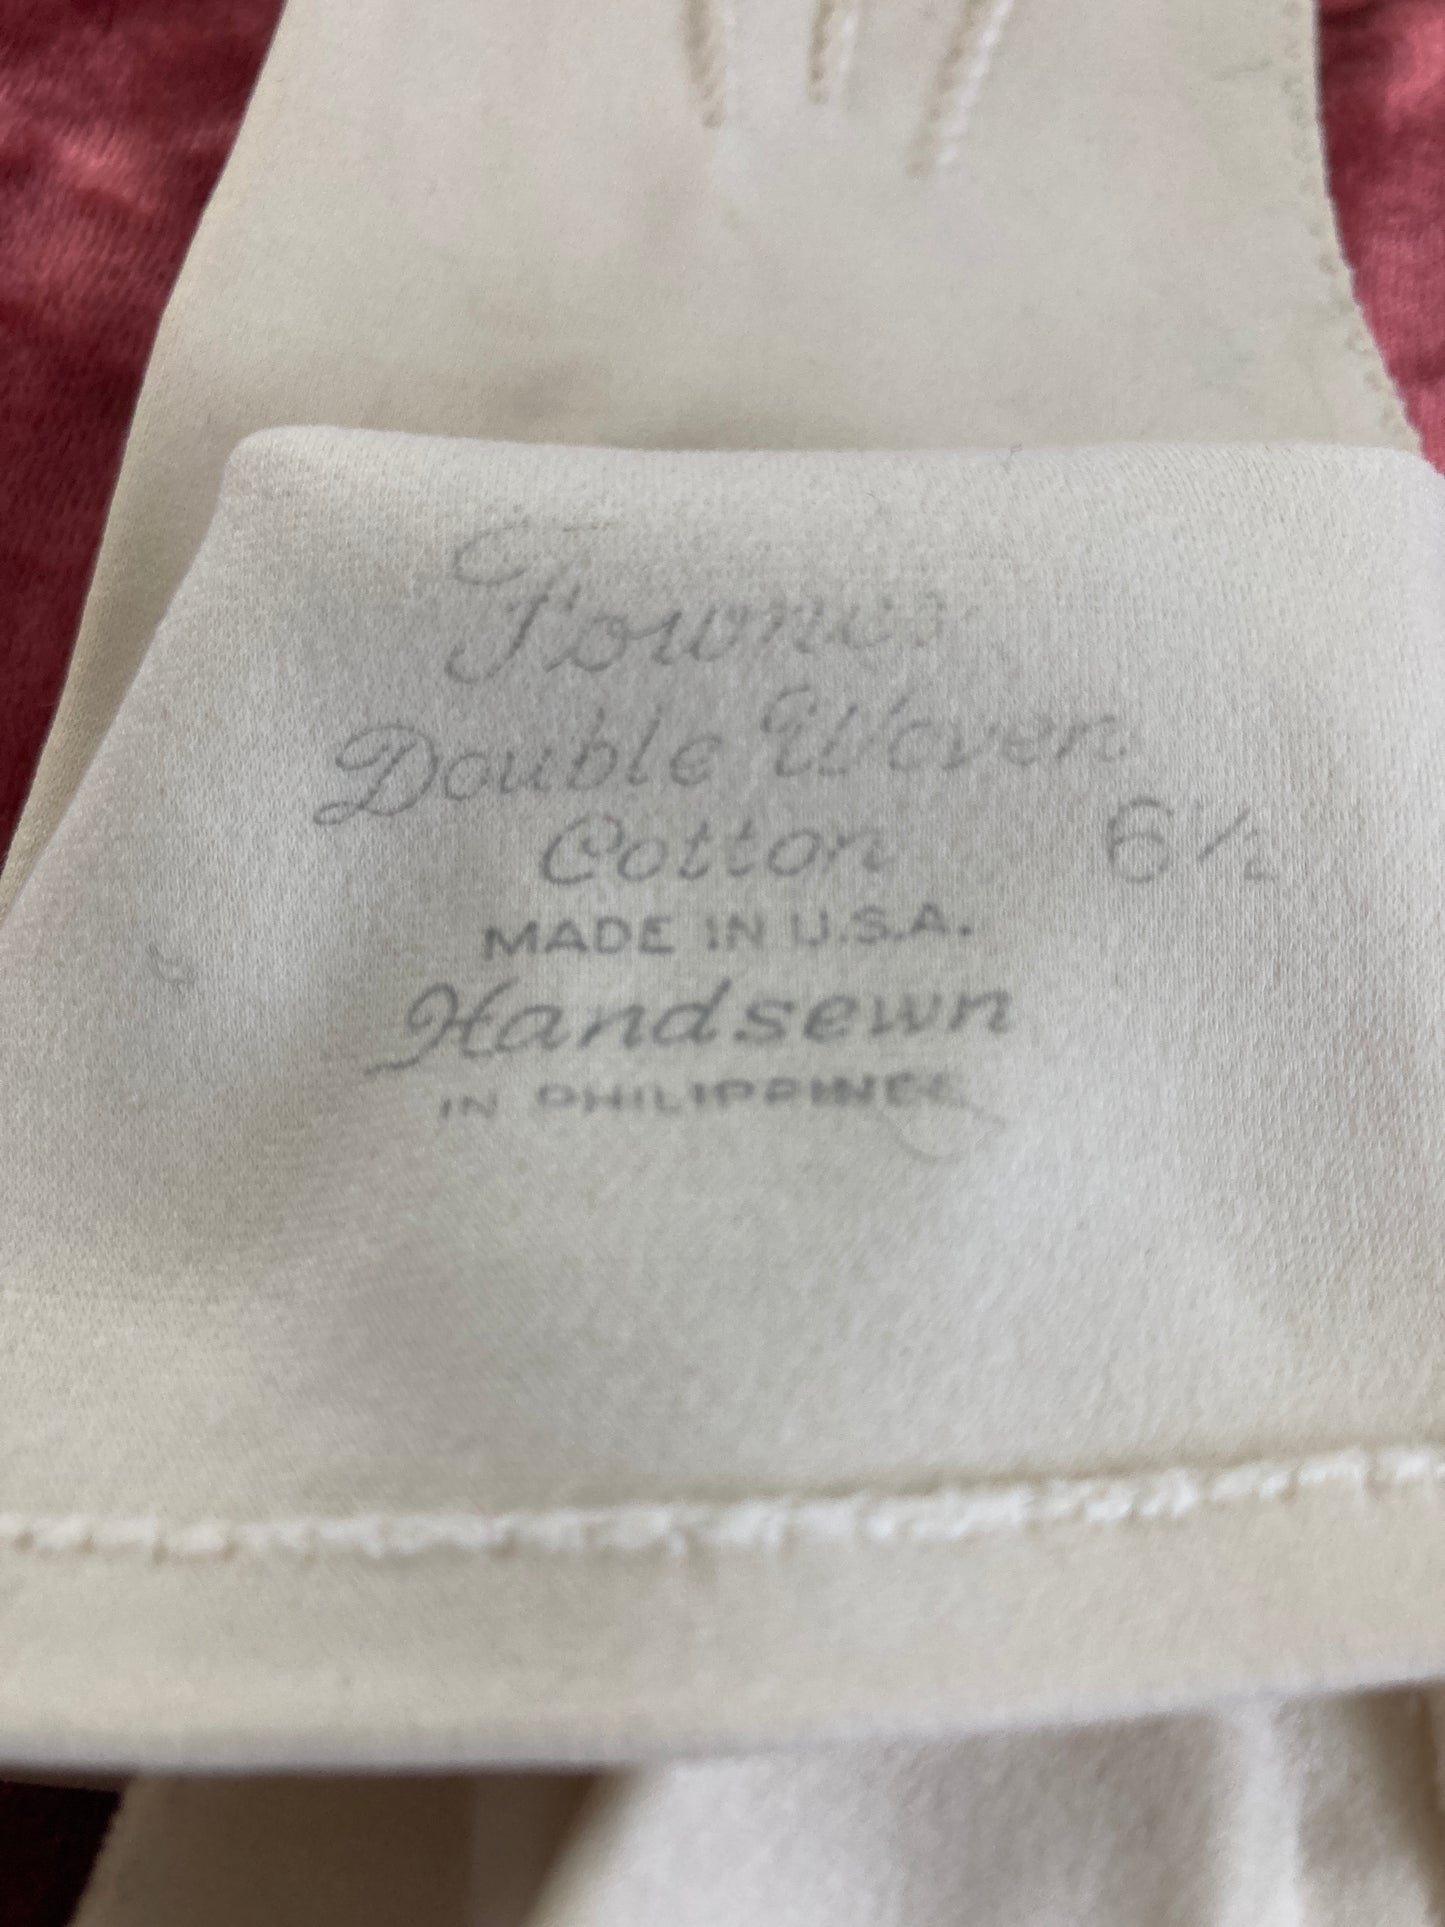 Fownes
Double Woven
Cotton 6½
MADE IN U.S.A.
Handsewn
IN PHILIPPINES